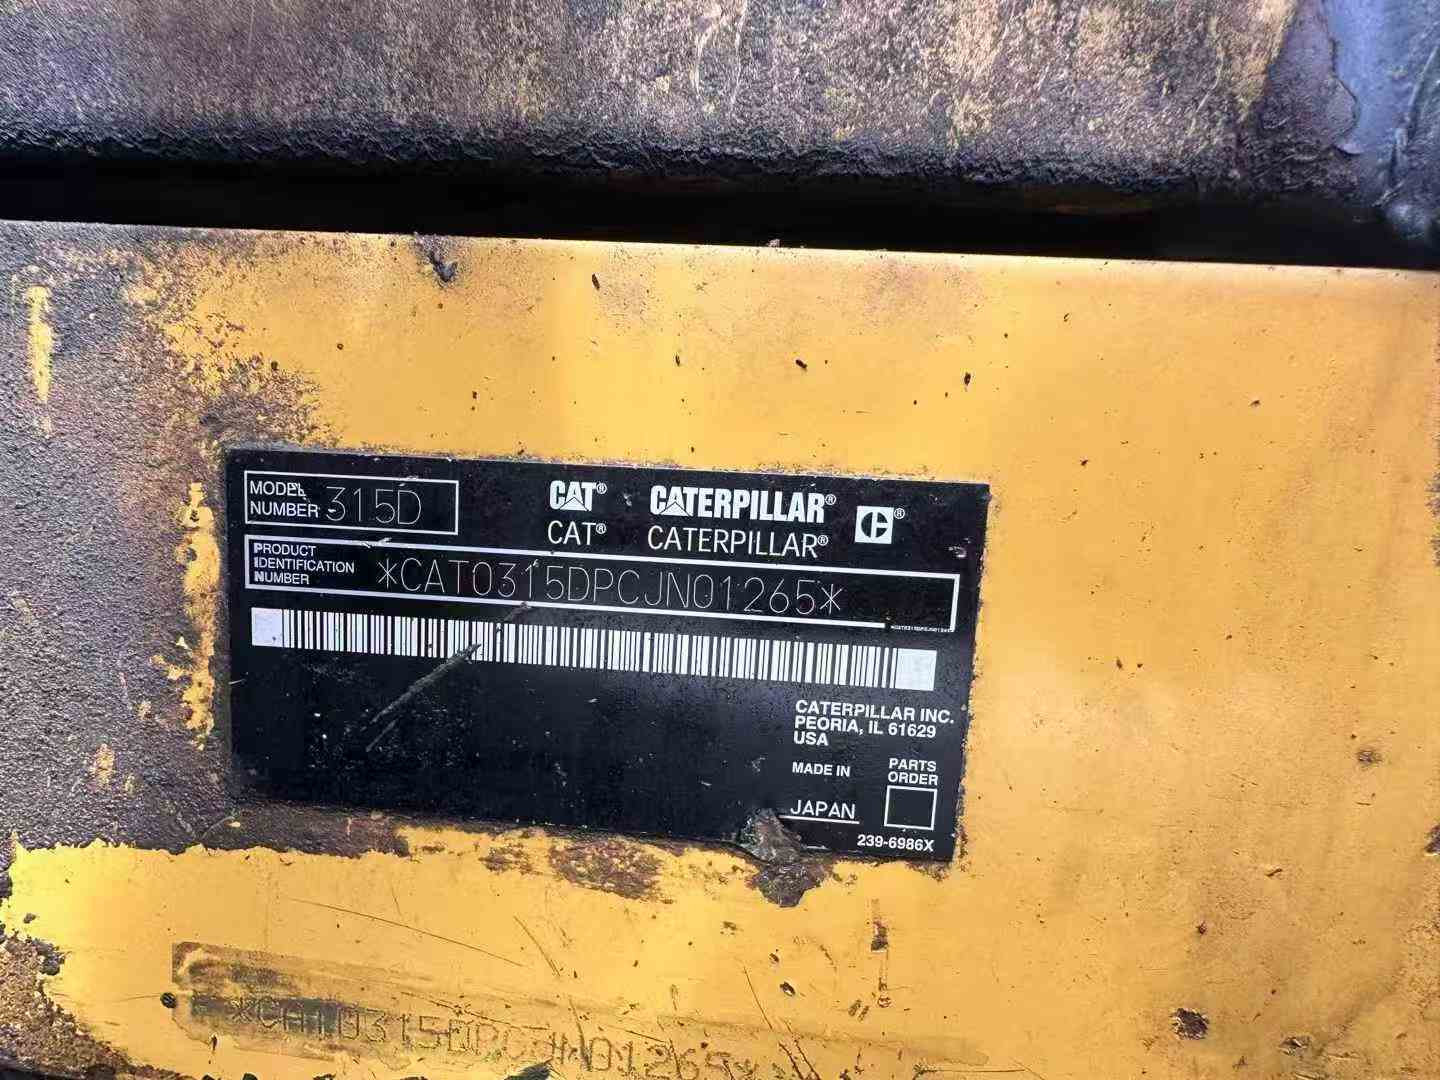 MODEL NUMBER 315D
CAT® CATERPILLAR® C®
CAT® CATERPILLAR®
PRODUCT IDENTIFICATION NUMBER *CAT0315DPCJN01265*
CATERPILLAR INC.
PEORIA, IL 61629
USA
MADE IN JAPAN
PARTS ORDER
239-6986X
*CAT0315DPCJN01265*